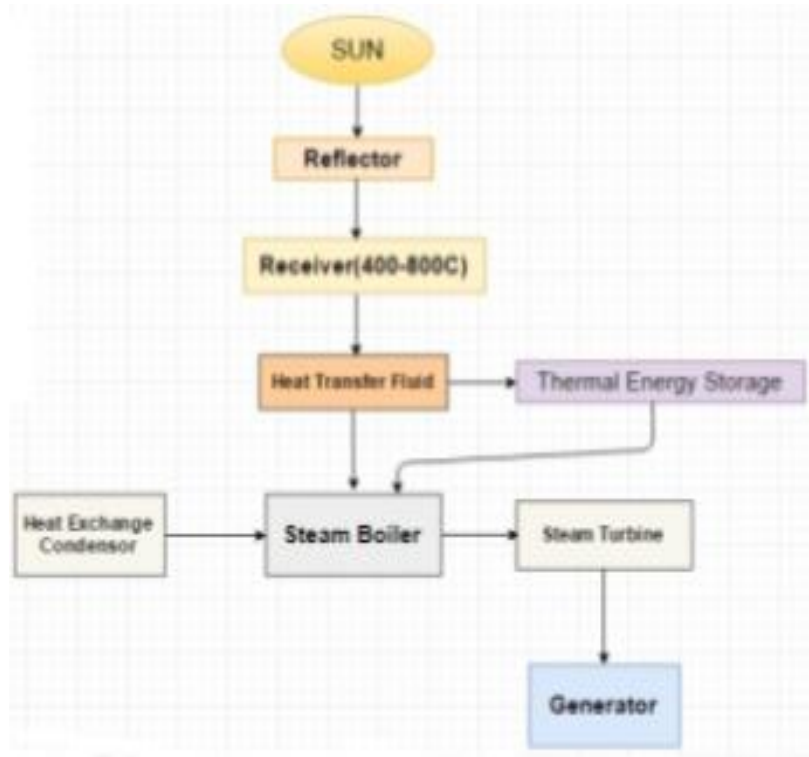 SUN
Reflector
Receiver(400-800C)
Heat Transfer Fluid
Thermal Energy Storage
Heat Exchange
Condensor
Steam Boiler
Steam Turbine
Generator